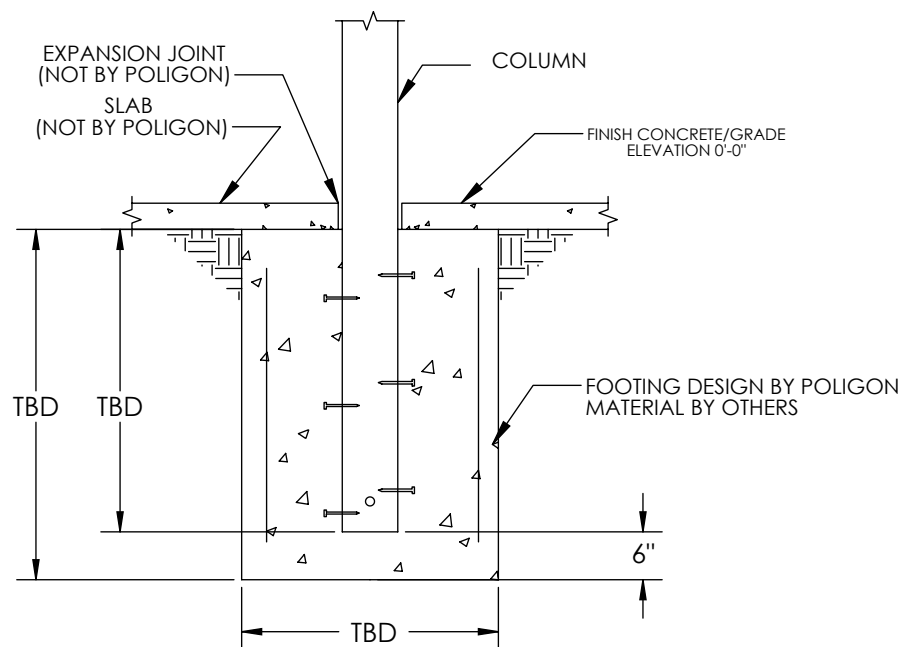 EXPANSION JOINT
(NOT BY POLIGON)
SLAB
(NOT BY POLIGON)
COLUMN
FINISH CONCRETE/GRADE
ELEVATION 0'-0"
TBD
TBD
FOOTING DESIGN BY POLIGON
MATERIAL BY OTHERS
6"
TBD